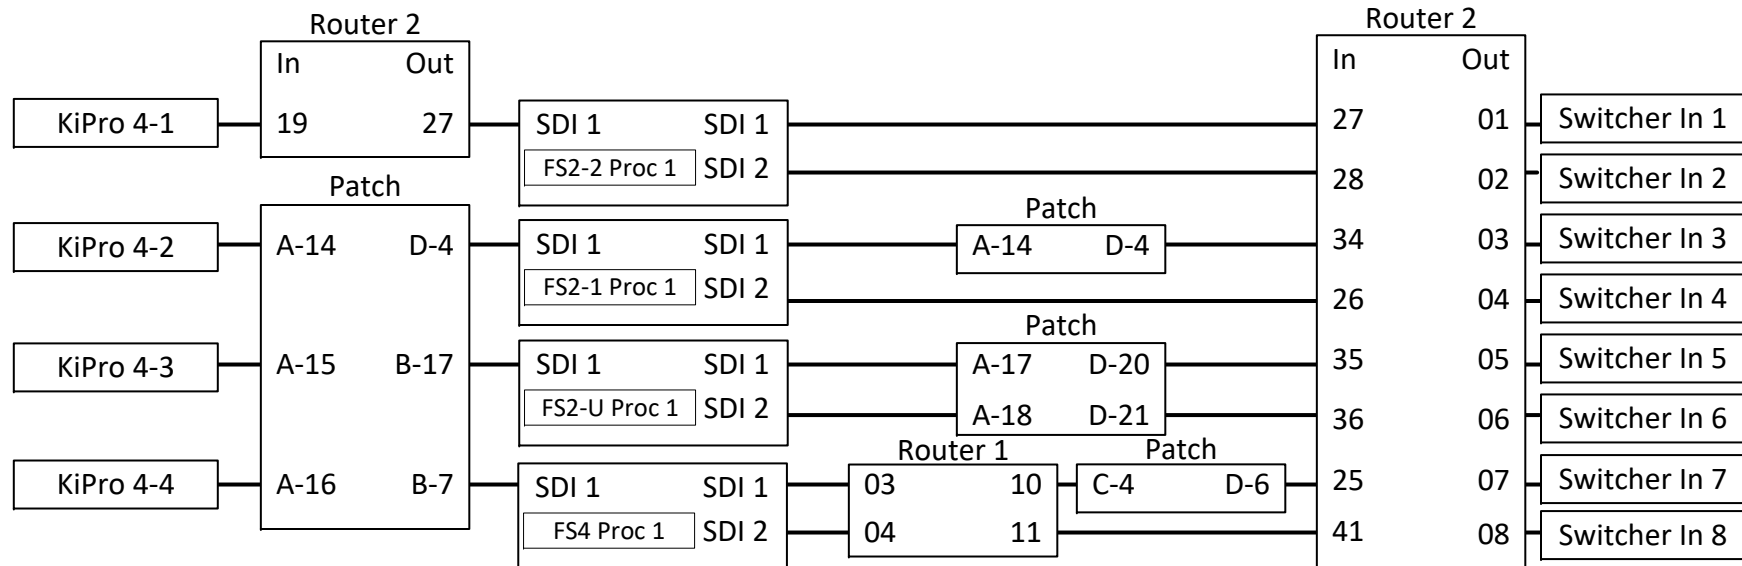 Router 2 Router 2
In Out In Out
KiPro 4-1 19 27 SDI 1 SDI 1 27 01 Switcher In 1
FS2-2 Proc 1 SDI 2 28 02 Switcher In 2
Patch Patch
KiPro 4-2 A-14 D-4 SDI 1 SDI 1 A-14 D-4 34 03 Switcher In 3
FS2-1 Proc 1 SDI 2 26 04 Switcher In 4
Patch
KiPro 4-3 A-15 B-17 SDI 1 SDI 1 A-17 D-20 35 05 Switcher In 5
FS2-U Proc 1 SDI 2 A-18 D-21 36 06 Switcher In 6
Router 1 Patch
KiPro 4-4 A-16 B-7 SDI 1 SDI 1 03 10 C-4 D-6 25 07 Switcher In 7
FS4 Proc 1 SDI 2 04 11 41 08 Switcher In 8